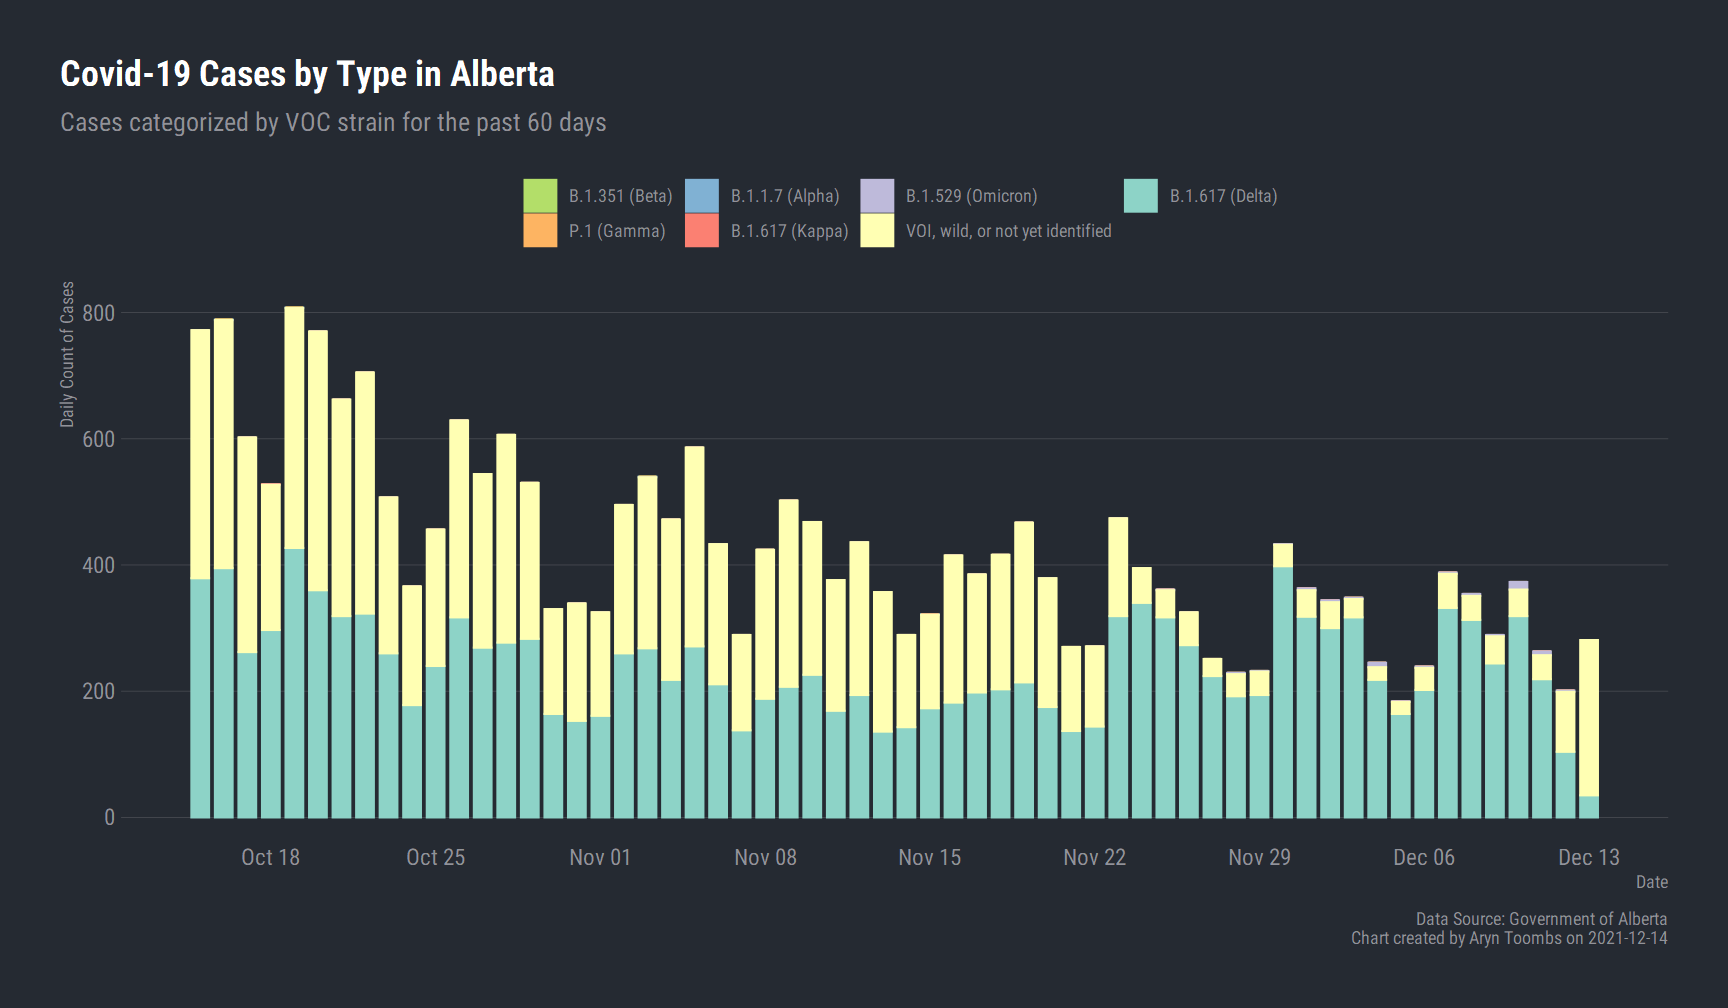 Covid-19 Cases by Type in Alberta
Cases categorized by VOC strain for the past 60 days
B.1.351 (Beta) B.1.1.7 (Alpha) B.1.529 (Omicron) B.1.617 (Delta)
P.1 (Gamma) B.1.617 (Kappa) VOI, wild, or not yet identified
Daily Count of Cases
800
600
400
200
0
Oct 18 Oct 25 Nov 01 Nov 08 Nov 15 Nov 22 Nov 29 Dec 06 Dec 13
Date
Data Source: Government of Alberta
Chart created by Aryn Toombs on 2021-12-14